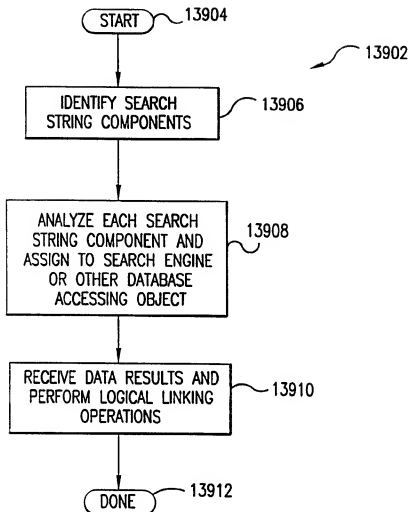 START
13904
13902
IDENTIFY SEARCH
STRING COMPONENTS
13906
ANALYZE EACH SEARCH
STRING COMPONENT AND
ASSIGN TO SEARCH ENGINE
OR OTHER DATABASE
ACCESSING OBJECT
13908
RECEIVE DATA RESULTS AND
PERFORM LOGICAL LINKING
OPERATIONS
13910
DONE
13912